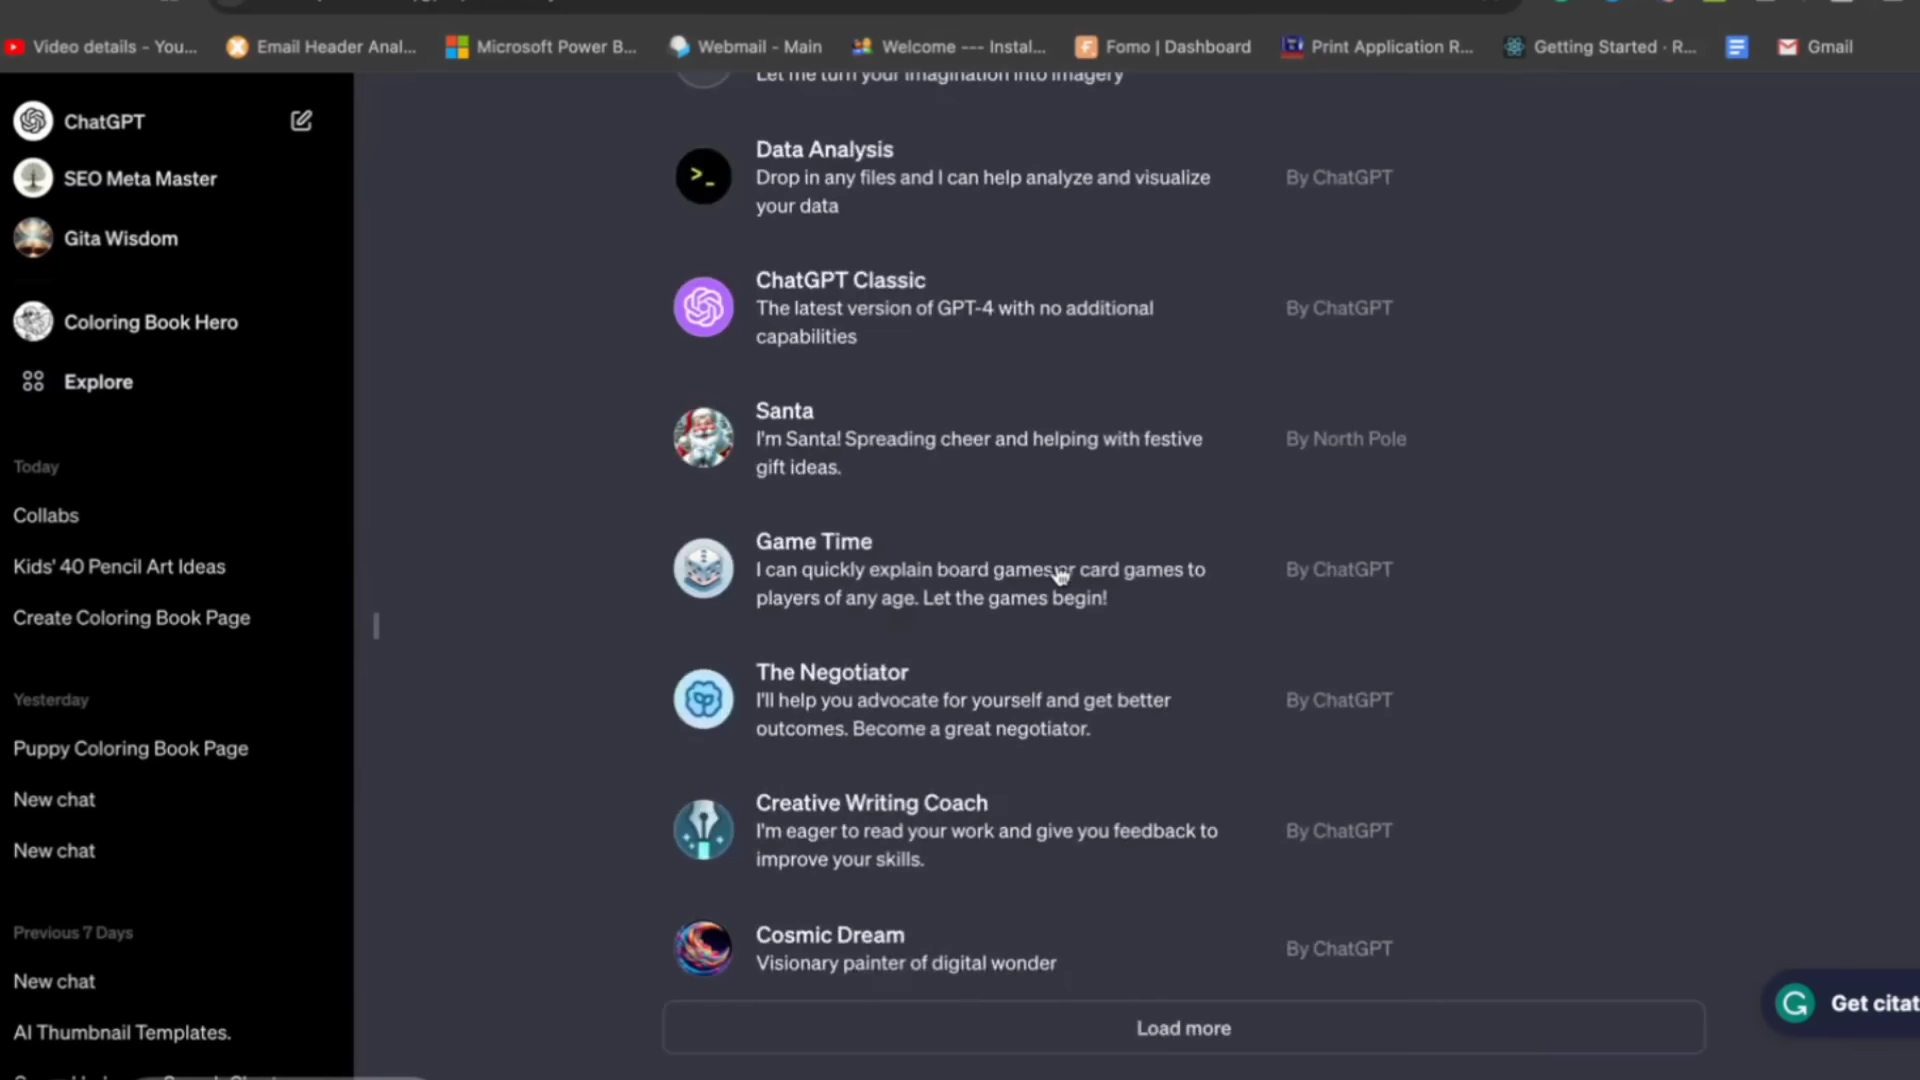 Video details - You...
Email Header Anal...
Microsoft Power B...
Webmail - Main
Welcome --- Instal...
Fomo | Dashboard
Print Application R...
Getting Started · R...
Gmail
ChatGPT
SEO Meta Master
Gita Wisdom
Coloring Book Hero
Explore
Today
Collabs
Kids' 40 Pencil Art Ideas
Create Coloring Book Page
Yesterday
Puppy Coloring Book Page
New chat
New chat
Previous 7 Days
New chat
AI Thumbnail Templates.
Let me turn your imagination into imagery
Data Analysis
Drop in any files and I can help analyze and visualize
your data
By ChatGPT
ChatGPT Classic
The latest version of GPT-4 with no additional
capabilities
By ChatGPT
Santa
I'm Santa! Spreading cheer and helping with festive
gift ideas.
By North Pole
Game Time
I can quickly explain board games or card games to
players of any age. Let the games begin!
By ChatGPT
The Negotiator
I'll help you advocate for yourself and get better
outcomes. Become a great negotiator.
By ChatGPT
Creative Writing Coach
I'm eager to read your work and give you feedback to
improve your skills.
By ChatGPT
Cosmic Dream
Visionary painter of digital wonder
By ChatGPT
Load more
Get citat